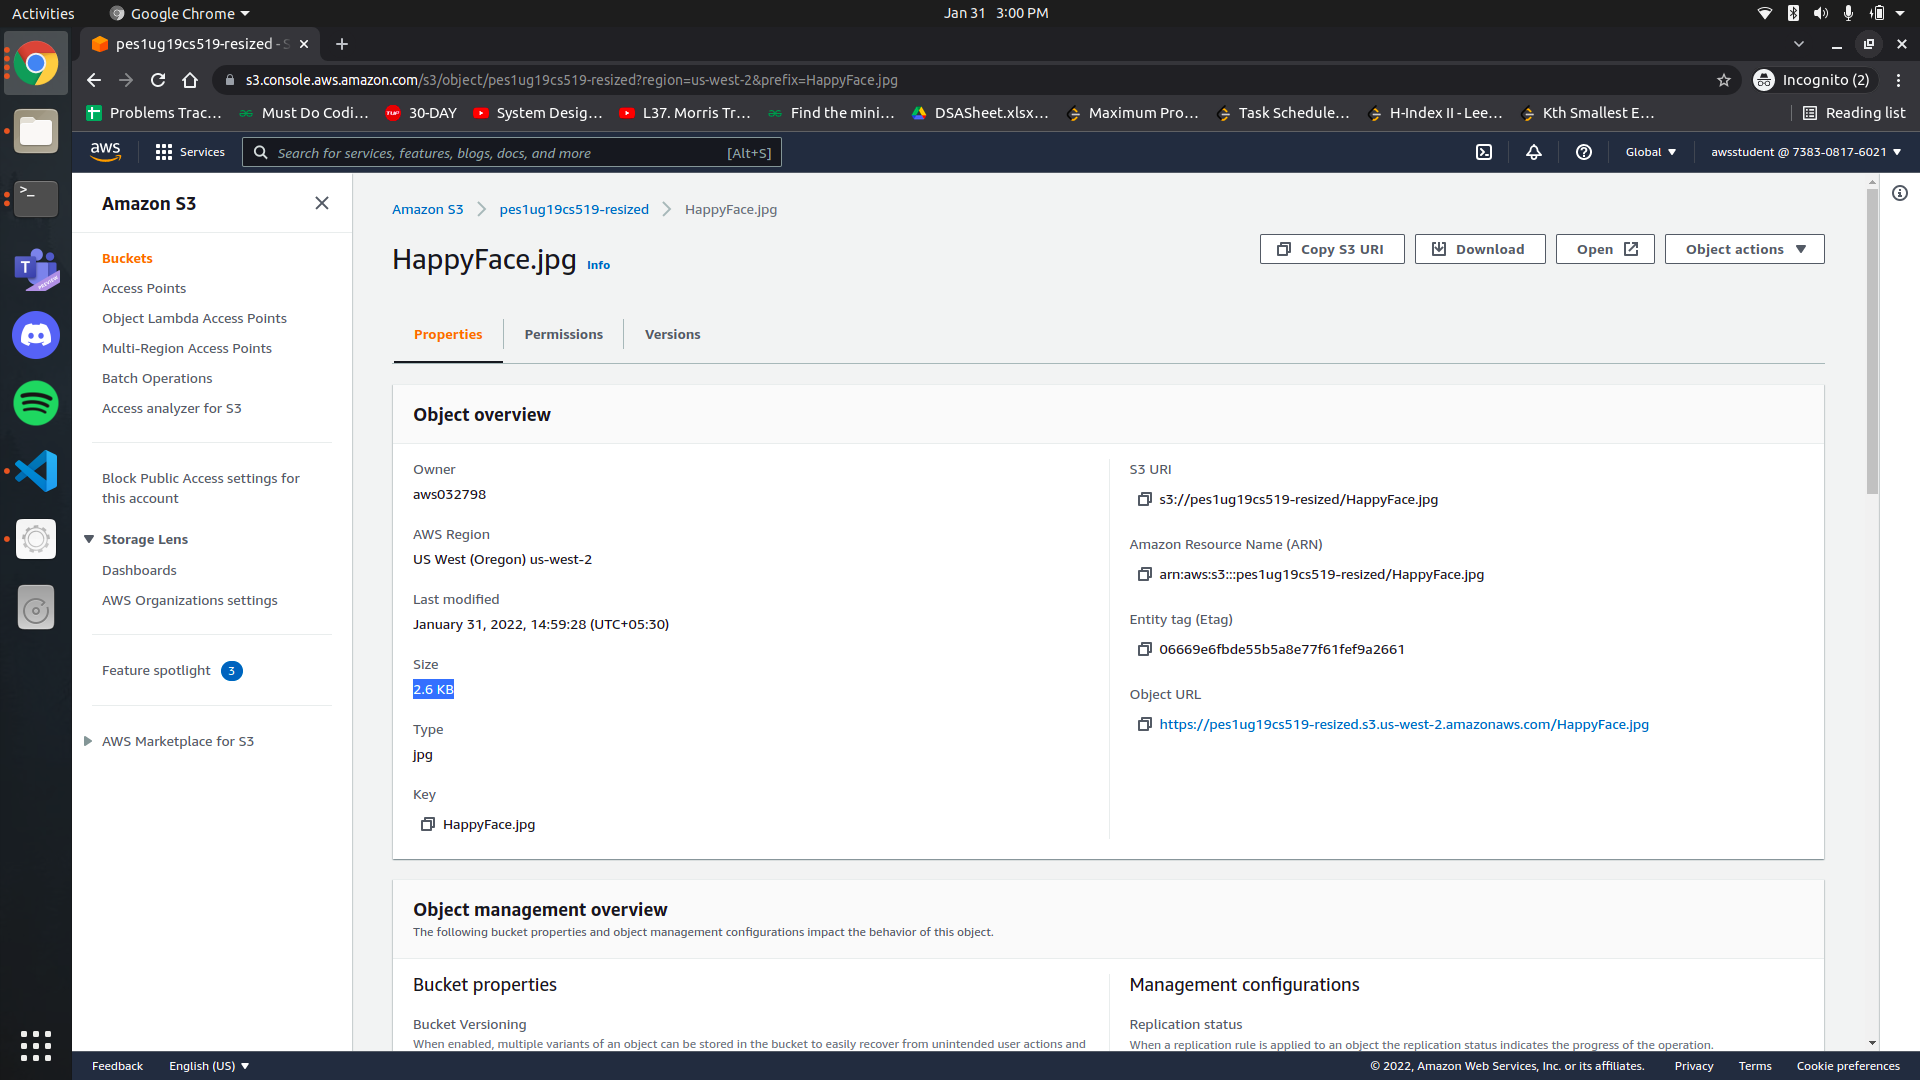 Activities
Google Chrome
Jan 31 3:00 PM
pes1ug19cs519-resized - S
s3.console.aws.amazon.com/s3/object/pes1ug19cs519-resized?region=us-west-2&prefix=HappyFace.jpg
Incognito (2)
Problems Trac...
Must Do Codi...
30-DAY
System Desig...
L37. Morris Tr...
Find the mini...
DSASheet.xlsx...
Maximum Pro...
Task Schedule...
H-Index II - Lee...
Kth Smallest E...
Reading list
aws
Services
Search for services, features, blogs, docs, and more
[Alt+S]
Global
awsstudent @ 7383-0817-6021
Amazon S3
Buckets
Access Points
Object Lambda Access Points
Multi-Region Access Points
Batch Operations
Access analyzer for S3
Block Public Access settings for
this account
Storage Lens
Dashboards
AWS Organizations settings
Feature spotlight 3
AWS Marketplace for S3
Amazon S3
pes1ug19cs519-resized
HappyFace.jpg
HappyFace.jpg Info
Copy S3 URI
Download
Open
Object actions
Properties
Permissions
Versions
Object overview
Owner
aws032798
AWS Region
US West (Oregon) us-west-2
Last modified
January 31, 2022, 14:59:28 (UTC+05:30)
Size
2.6 KB
Type
jpg
Key
HappyFace.jpg
S3 URI
s3://pes1ug19cs519-resized/HappyFace.jpg
Amazon Resource Name (ARN)
arn:aws:s3:::pes1ug19cs519-resized/HappyFace.jpg
Entity tag (Etag)
06669e6fbde55b5a8e77f61fef9a2661
Object URL
https://pes1ug19cs519-resized.s3.us-west-2.amazonaws.com/HappyFace.jpg
Object management overview
The following bucket properties and object management configurations impact the behavior of this object.
Bucket properties
Bucket Versioning
When enabled, multiple variants of an object can be stored in the bucket to easily recover from unintended user actions and
Management configurations
Replication status
When a replication rule is applied to an object the replication status indicates the progress of the operation.
Feedback
English (US)
© 2022, Amazon Web Services, Inc. or its affiliates.
Privacy
Terms
Cookie preferences